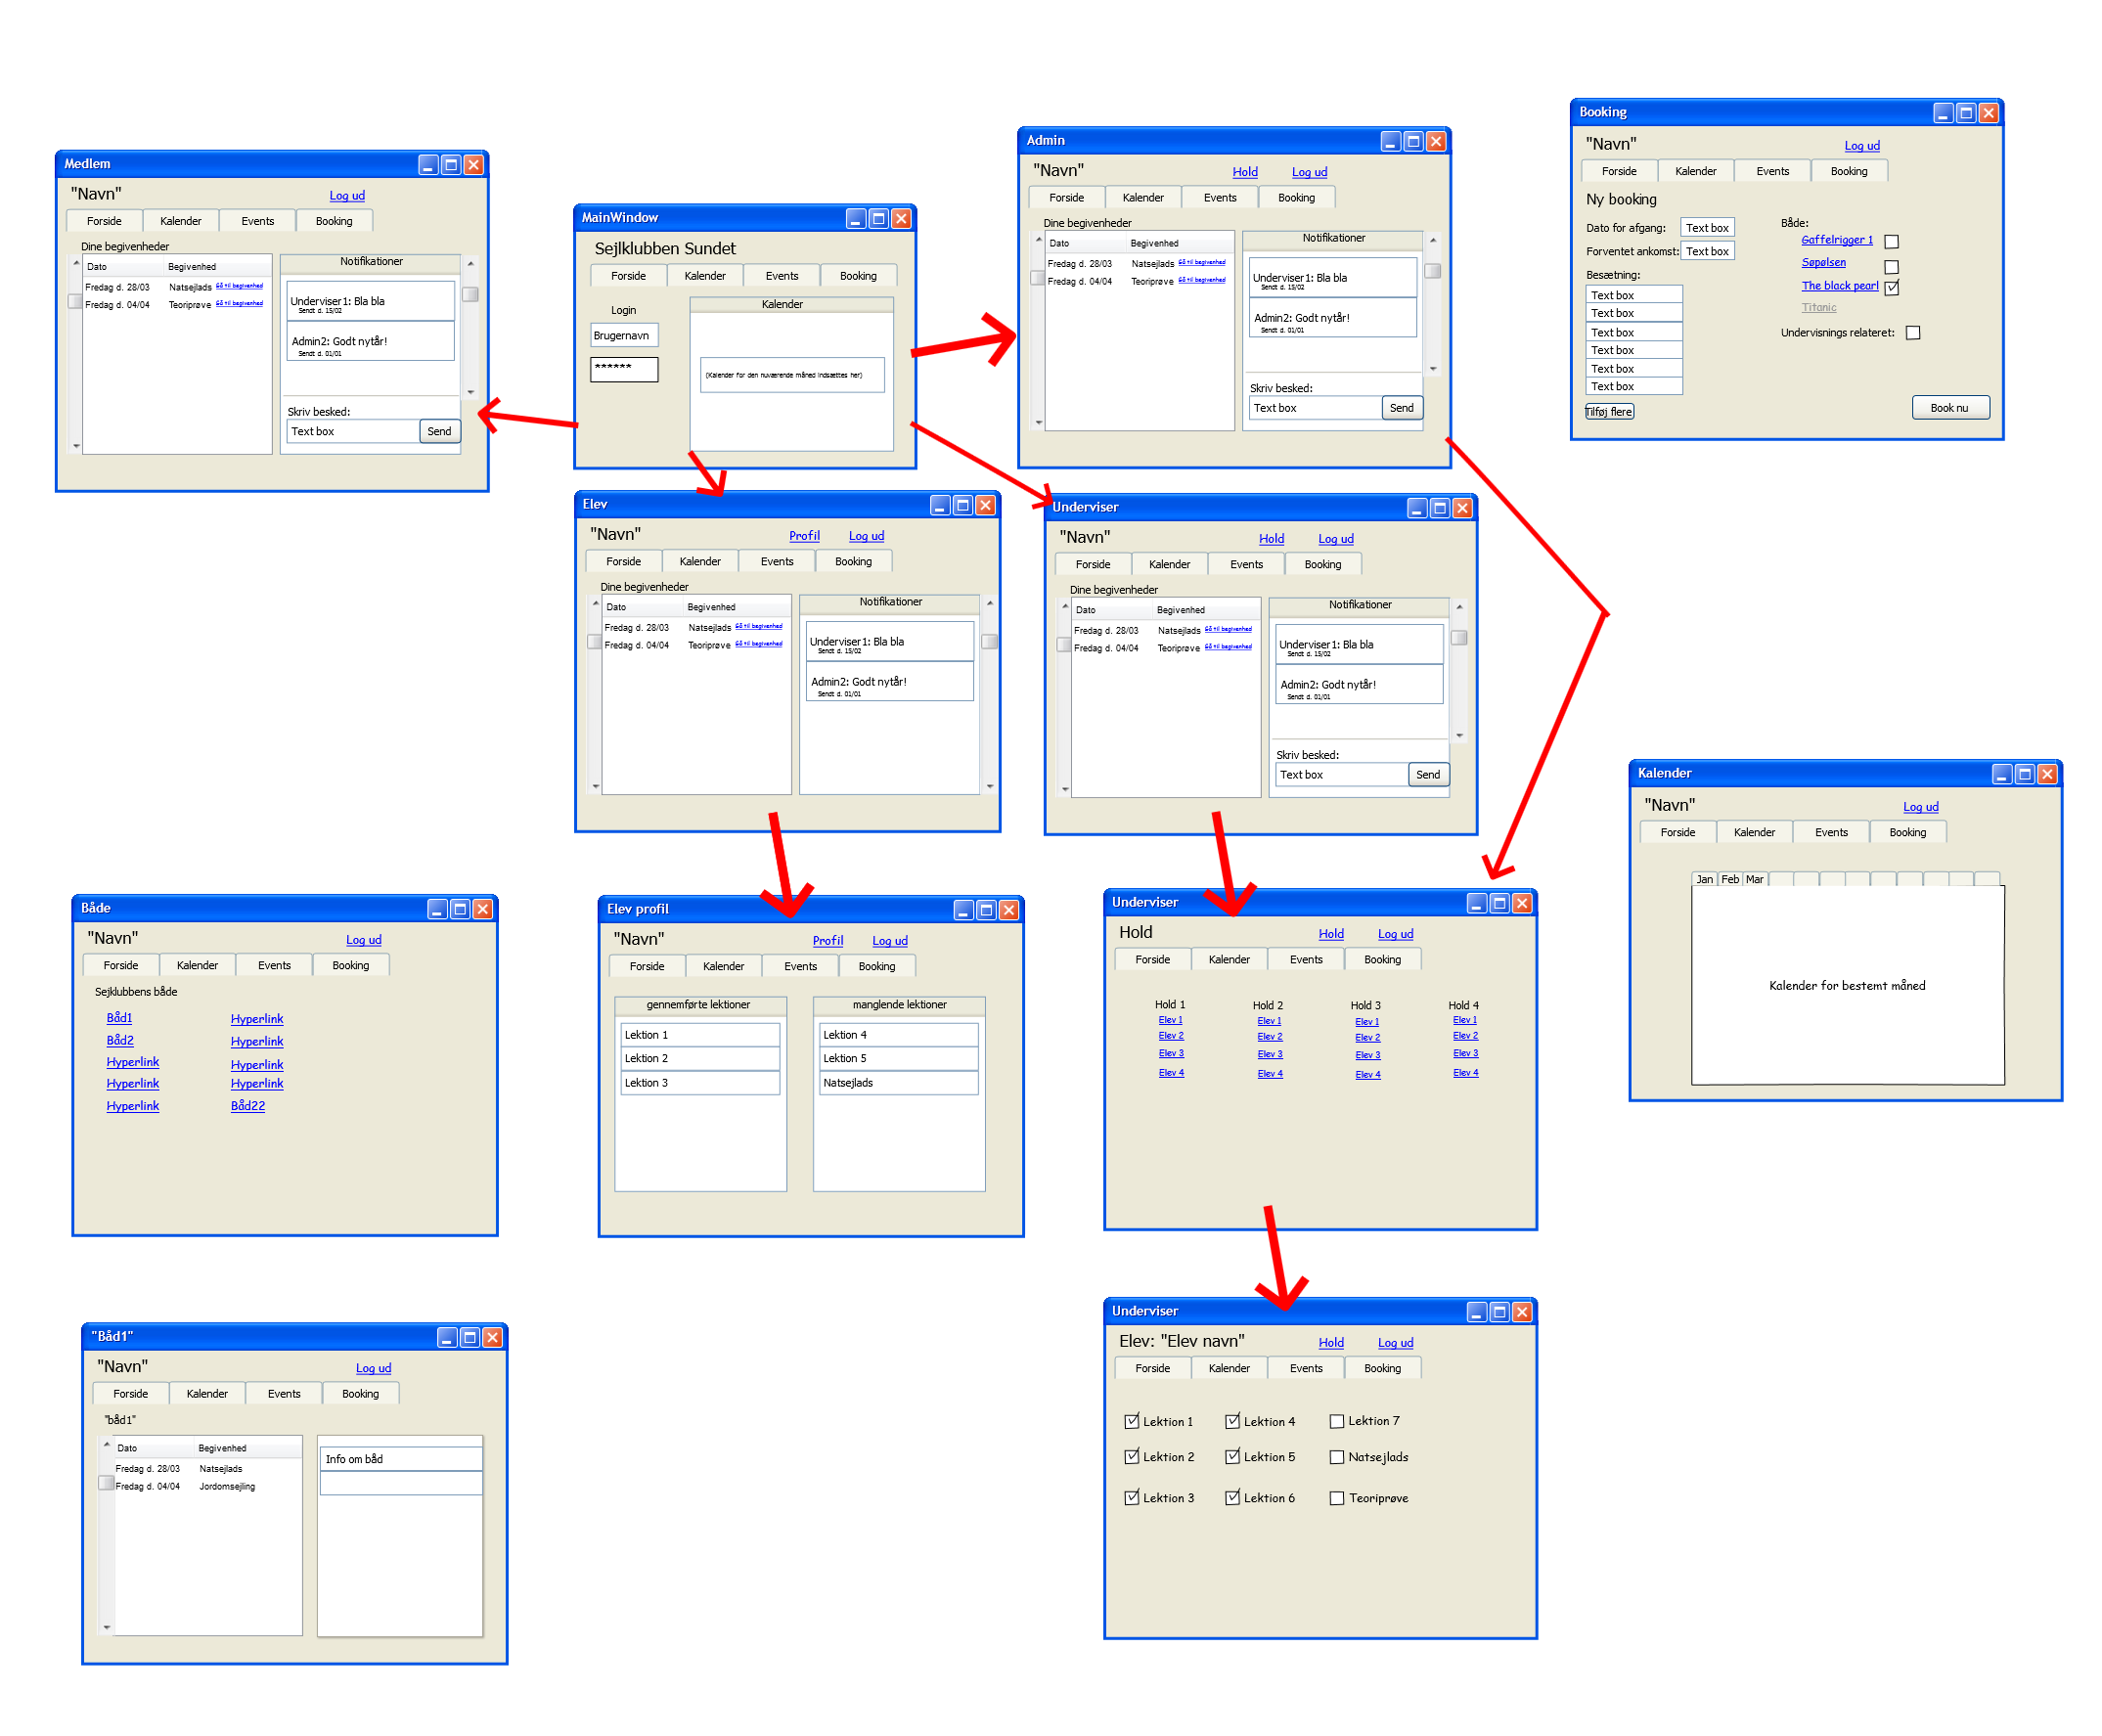 Medlem
"Navn"
Log ud
Forside Kalender Events Booking
Dine begivenheder
Dato Begivenhed
Fredag d. 28/03 Natsejlads Gå til begivenhed
Fredag d. 04/04 Teoriprøve Gå til begivenhed
Notifikationer
Underviser1: Bla bla
Sendt d. 15/02
Admin2: Godt nytår!
Sendt d. 01/01
Skriv besked:
Text box Send
MainWindow
Sejlklubben Sundet
Forside Kalender Events Booking
Login
Brugernavn
******
Kalender
(Kalender for den nuværende måned indsættes her)
Admin
"Navn"
Hold Log ud
Forside Kalender Events Booking
Dine begivenheder
Dato Begivenhed
Fredag d. 28/03 Natsejlads Gå til begivenhed
Fredag d. 04/04 Teoriprøve Gå til begivenhed
Notifikationer
Underviser1: Bla bla
Sendt d. 15/02
Admin2: Godt nytår!
Sendt d. 01/01
Skriv besked:
Text box Send
Booking
"Navn"
Log ud
Forside Kalender Events Booking
Ny booking
Dato for afgang: Text box
Forventet ankomst: Text box
Besætning:
Text box
Text box
Text box
Text box
Text box
Text box
Tilføj flere
Både:
Gaffelrigger 1
Søpølsen
The black pearl
Titanic
Undervisnings relateret:
Book nu
Elev
"Navn"
Profil Log ud
Forside Kalender Events Booking
Dine begivenheder
Dato Begivenhed
Fredag d. 28/03 Natsejlads Gå til begivenhed
Fredag d. 04/04 Teoriprøve Gå til begivenhed
Notifikationer
Underviser1: Bla bla
Sendt d. 15/02
Admin2: Godt nytår!
Sendt d. 01/01
Underviser
"Navn"
Hold Log ud
Forside Kalender Events Booking
Dine begivenheder
Dato Begivenhed
Fredag d. 28/03 Natsejlads Gå til begivenhed
Fredag d. 04/04 Teoriprøve Gå til begivenhed
Notifikationer
Underviser1: Bla bla
Sendt d. 15/02
Admin2: Godt nytår!
Sendt d. 01/01
Skriv besked:
Text box Send
Kalender
"Navn"
Log ud
Forside Kalender Events Booking
Jan Feb Mar
Kalender for bestemt måned
Både
"Navn"
Log ud
Forside Kalender Events Booking
Sejklubbens både
Båd1 Hyperlink
Båd2 Hyperlink
Hyperlink Hyperlink
Hyperlink Hyperlink
Hyperlink Båd22
Elev profil
"Navn"
Profil Log ud
Forside Kalender Events Booking
gennemførte lektioner
Lektion 1
Lektion 2
Lektion 3
manglende lektioner
Lektion 4
Lektion 5
Natsejlads
Underviser
Hold
Hold Log ud
Forside Kalender Events Booking
Hold 1 Hold 2 Hold 3 Hold 4
Elev 1 Elev 1 Elev 1 Elev 1
Elev 2 Elev 2 Elev 2 Elev 2
Elev 3 Elev 3 Elev 3 Elev 3
Elev 4 Elev 4 Elev 4 Elev 4
"Båd1"
"Navn"
Log ud
Forside Kalender Events Booking
"båd1"
Dato Begivenhed
Fredag d. 28/03 Natsejlads
Fredag d. 04/04 Jordomsejling
Info om båd
Underviser
Elev: "Elev navn"
Hold Log ud
Forside Kalender Events Booking
Lektion 1 Lektion 4 Lektion 7
Lektion 2 Lektion 5 Natsejlads
Lektion 3 Lektion 6 Teoriprøve